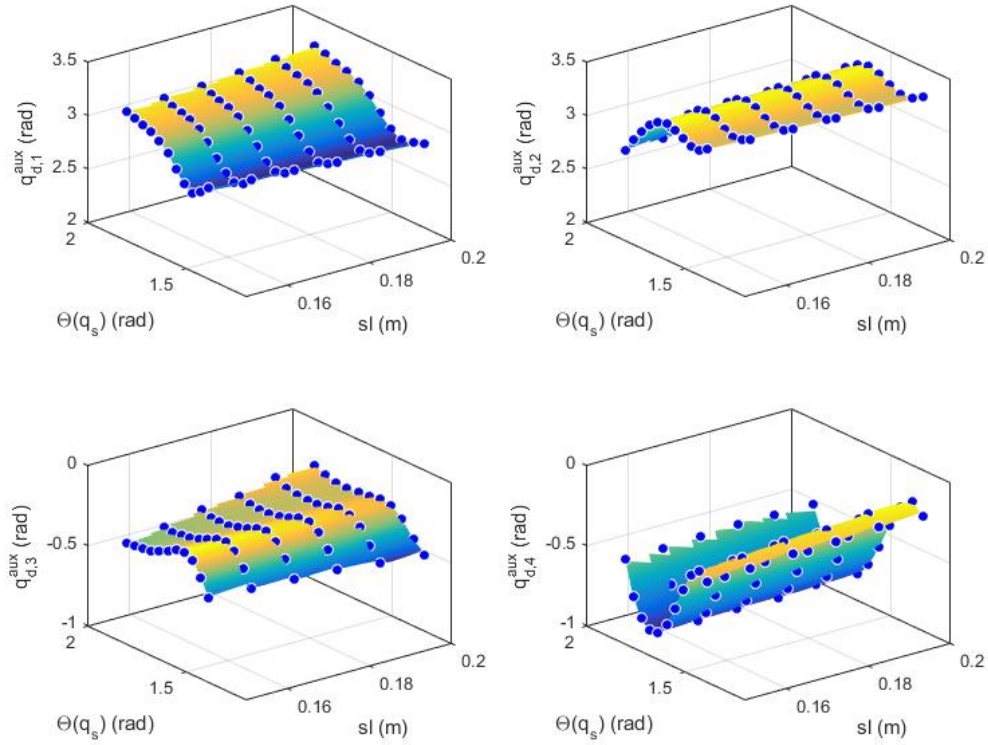 3.5
3
2.5
2
2
1.5
0.16
0.18
0.2
q_{d,1}^{aux} (rad)
Θ(q_s) (rad)
sl (m)
3.5
3
2.5
2
2
1.5
0.16
0.18
0.2
q_{d,2}^{aux} (rad)
Θ(q_s) (rad)
sl (m)
0
-0.5
-1
2
1.5
0.16
0.18
0.2
q_{d,3}^{aux} (rad)
Θ(q_s) (rad)
sl (m)
0
-0.5
-1
2
1.5
0.16
0.18
0.2
q_{d,4}^{aux} (rad)
Θ(q_s) (rad)
sl (m)